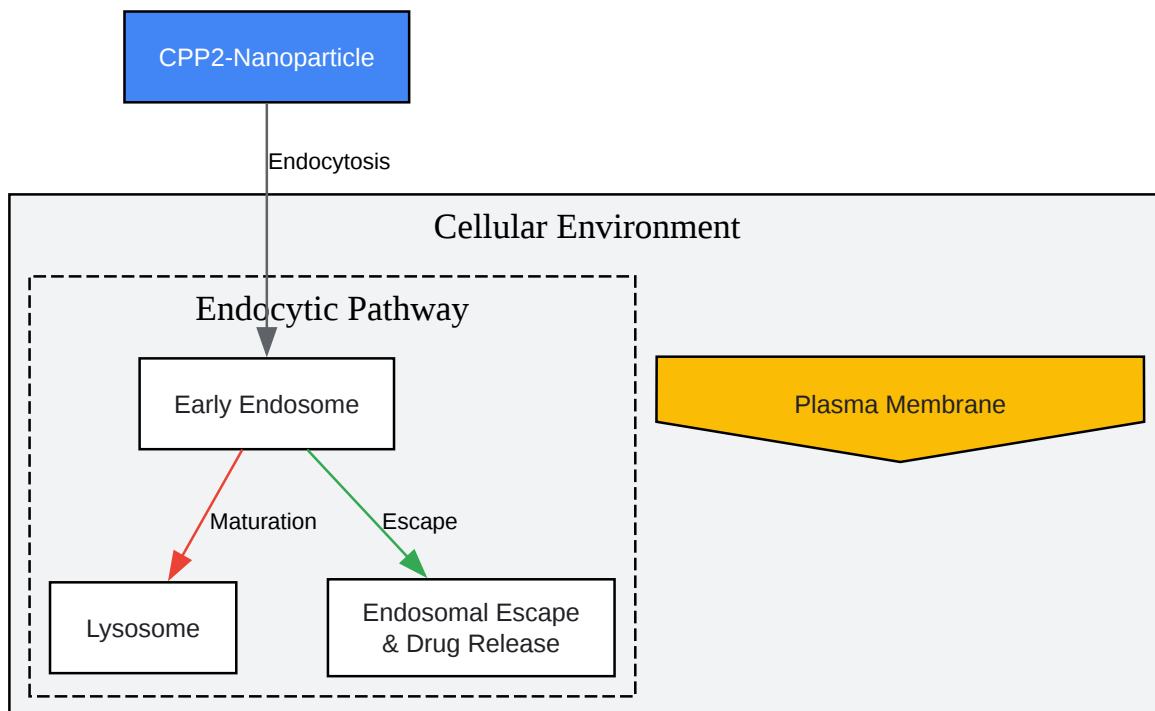 CPP2-Nanoparticle
Endocytosis
Cellular Environment
Endocytic Pathway
Early Endosome
Plasma Membrane
Maturation
Escape
Lysosome
Endosomal Escape
& Drug Release